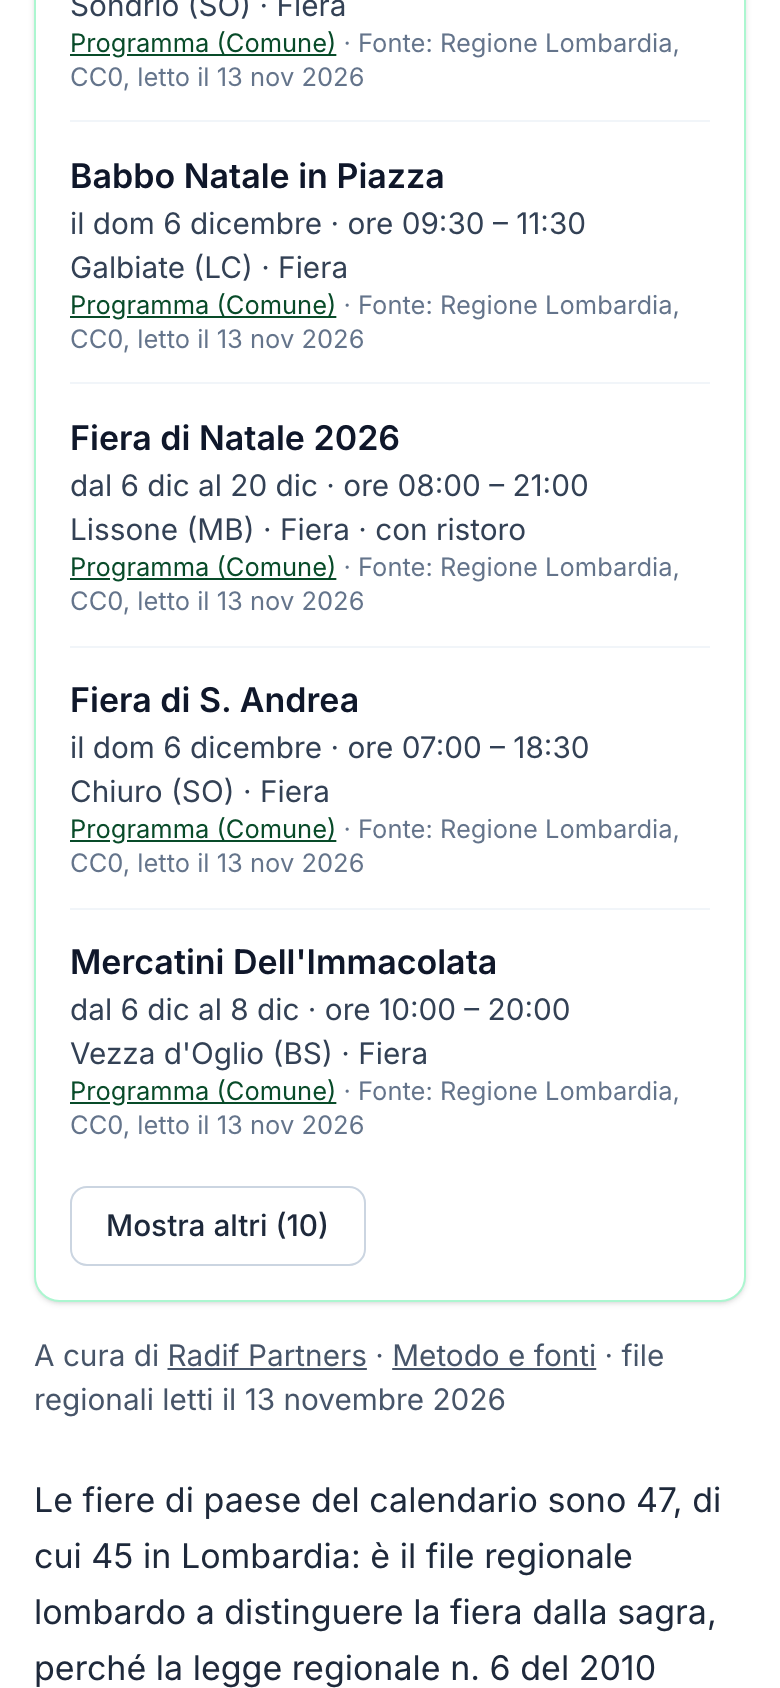 Sondrio (SO) · Fiera
Programma (Comune) · Fonte: Regione Lombardia,
CC0, letto il 13 nov 2026
Babbo Natale in Piazza
il dom 6 dicembre · ore 09:30 – 11:30
Galbiate (LC) · Fiera
Programma (Comune) · Fonte: Regione Lombardia,
CC0, letto il 13 nov 2026
Fiera di Natale 2026
dal 6 dic al 20 dic · ore 08:00 – 21:00
Lissone (MB) · Fiera · con ristoro
Programma (Comune) · Fonte: Regione Lombardia,
CC0, letto il 13 nov 2026
Fiera di S. Andrea
il dom 6 dicembre · ore 07:00 – 18:30
Chiuro (SO) · Fiera
Programma (Comune) · Fonte: Regione Lombardia,
CC0, letto il 13 nov 2026
Mercatini Dell'Immacolata
dal 6 dic al 8 dic · ore 10:00 – 20:00
Vezza d'Oglio (BS) · Fiera
Programma (Comune) · Fonte: Regione Lombardia,
CC0, letto il 13 nov 2026
Mostra altri (10)
A cura di Radif Partners · Metodo e fonti · file
regionali letti il 13 novembre 2026
Le fiere di paese del calendario sono 47, di
cui 45 in Lombardia: è il file regionale
lombardo a distinguere la fiera dalla sagra,
perché la legge regionale n. 6 del 2010